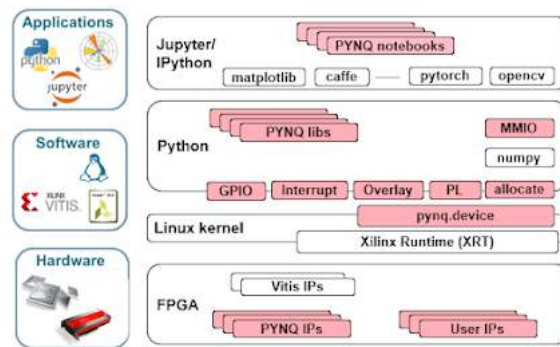 Applications
python
jupyter
Software
XILINX
VITIS
Hardware
Jupyter/
IPython
PYNQ notebooks
matplotlib
caffe
pytorch
opencv
Python
PYNQ libs
MMIO
numpy
GPIO
Interrupt
Overlay
PL
allocate
Linux kernel
pynq.device
Xilinx Runtime (XRT)
FPGA
Vitis IPs
PYNQ IPs
User IPs